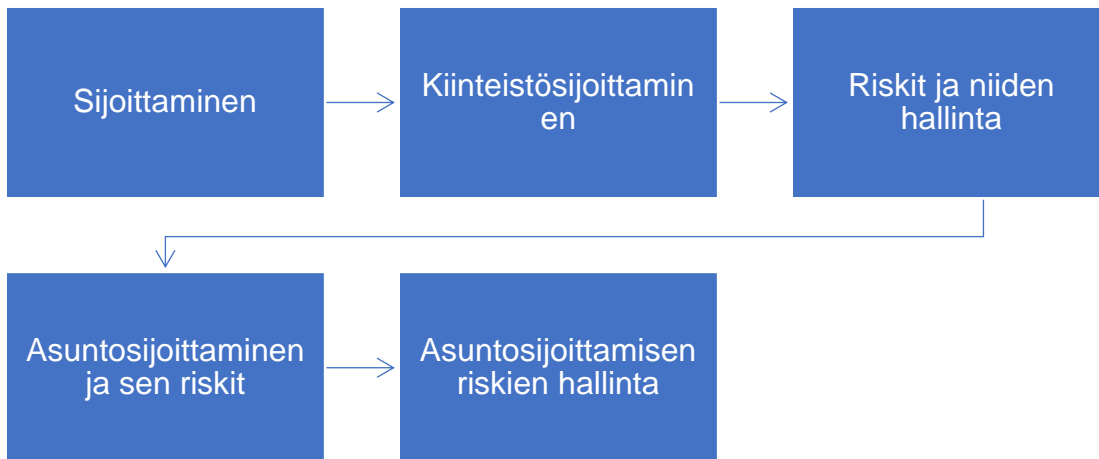 Sijoittaminen
Kiinteistösijoittamin
en
Riskit ja niiden
hallinta
Asuntosijoittaminen
ja sen riskit
Asuntosijoittamisen
riskien hallinta